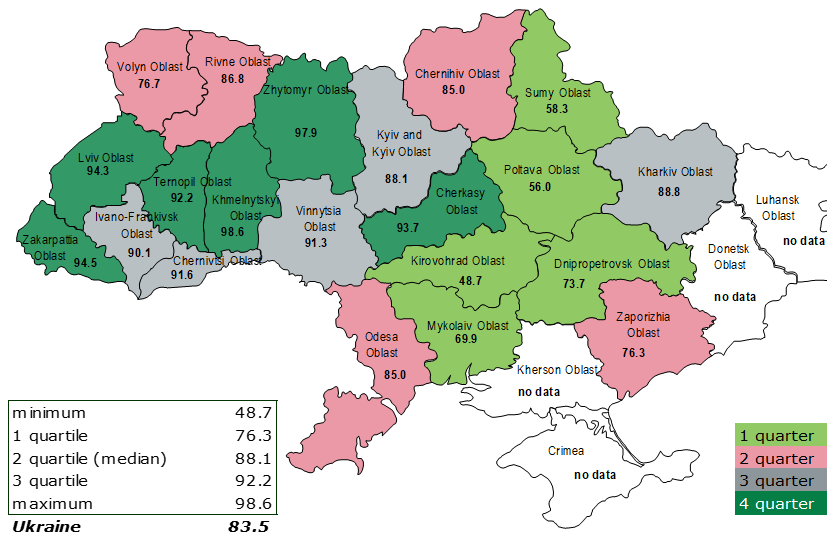 Volyn Oblast
76.7
Rivne Oblast
86.8
Zhytomyr Oblast
97.9
Chernihiv Oblast
85.0
Sumy Oblast
58.3
Kyiv and
Kyiv Oblast
88.1
Lviv Oblast
94.3
Ternopil Oblast
92.2
Khmelnytskyi
Oblast
98.6
Poltava Oblast
56.0
Kharkiv Oblast
88.8
Luhansk
Oblast
no data
Cherkasy
Oblast
93.7
Vinnytsia
Oblast
91.3
Ivano-Frankivsk
Oblast
90.1
Zakarpattia
Oblast
94.5
Chernivtsi Oblast
91.6
Kirovohrad Oblast
48.7
Dnipropetrovsk Oblast
73.7
Donetsk
Oblast
no data
Zaporizhia
Oblast
76.3
Mykolaiv Oblast
69.9
Odesa
Oblast
85.0
Kherson Oblast
no data
Crimea
no data
minimum 48.7
1 quartile 76.3
2 quartile (median) 88.1
3 quartile 92.2
maximum 98.6
Ukraine 83.5
1 quarter
2 quarter
3 quarter
4 quarter